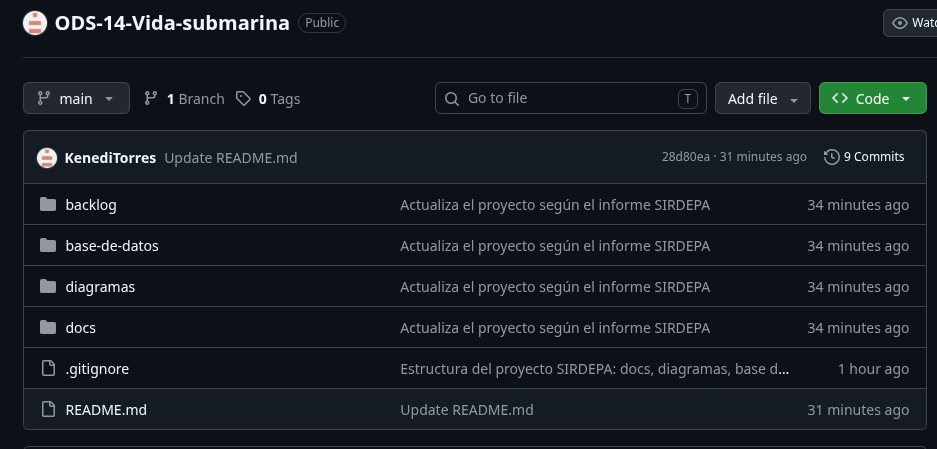 ODS-14-Vida-submarina Public
main 1 Branch 0 Tags Go to file T Add file Code
KenediTorres Update README.md 28d80ea · 31 minutes ago 9 Commits
backlog Actualiza el proyecto según el informe SIRDEPA 34 minutes ago
base-de-datos Actualiza el proyecto según el informe SIRDEPA 34 minutes ago
diagramas Actualiza el proyecto según el informe SIRDEPA 34 minutes ago
docs Actualiza el proyecto según el informe SIRDEPA 34 minutes ago
.gitignore Estructura del proyecto SIRDEPA: docs, diagramas, base d... 1 hour ago
README.md Update README.md 31 minutes ago